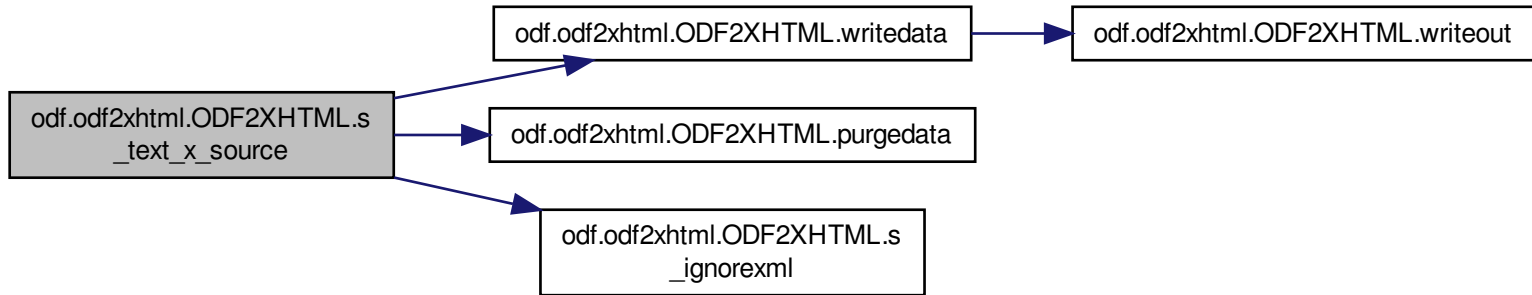 odf.odf2xhtml.ODF2XHTML.s
_text_x_source
odf.odf2xhtml.ODF2XHTML.writedata
odf.odf2xhtml.ODF2XHTML.writeout
odf.odf2xhtml.ODF2XHTML.purgedata
odf.odf2xhtml.ODF2XHTML.s
_ignorexml